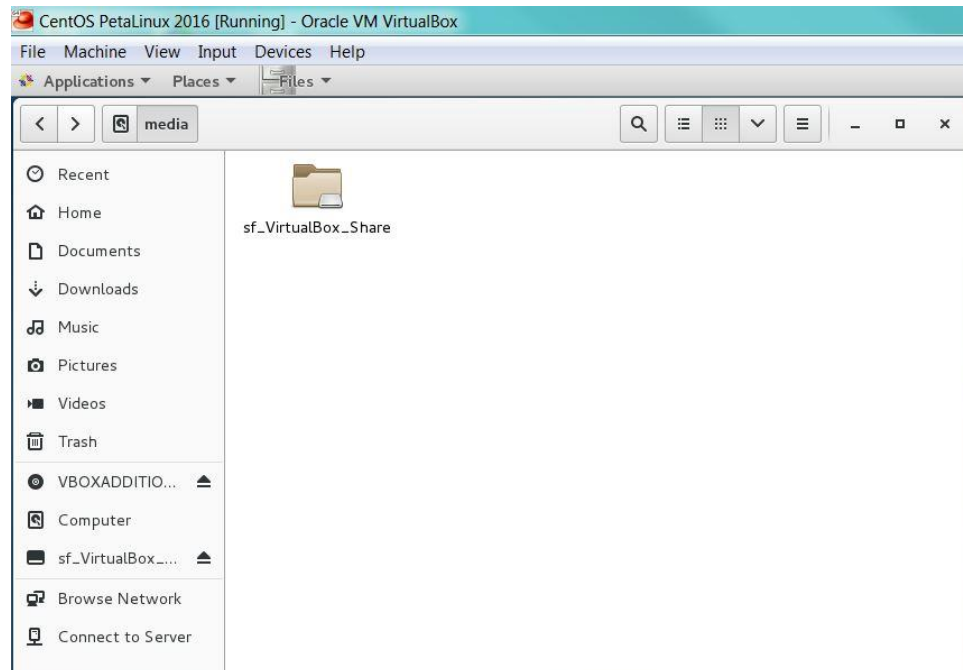 CentOS PetaLinux 2016 [Running] - Oracle VM VirtualBox
File Machine View Input Devices Help
Applications Places Files
media
Recent
Home
sf_VirtualBox_Share
Documents
Downloads
Music
Pictures
Videos
Trash
VBOXADDITIO...
Computer
sf_VirtualBox_...
Browse Network
Connect to Server